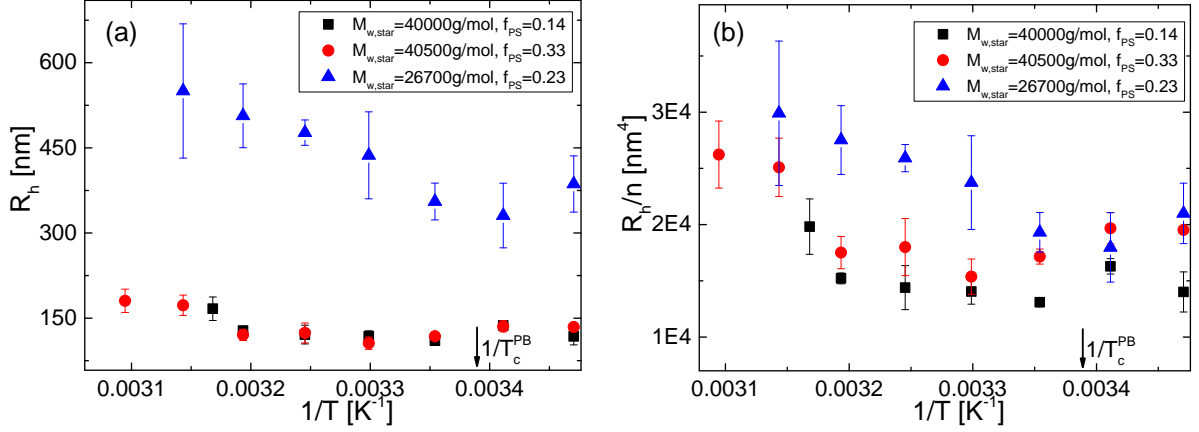 (a)
M_w,star=40000g/mol, f_PS=0.14
M_w,star=40500g/mol, f_PS=0.33
M_w,star=26700g/mol, f_PS=0.23
600
450
300
150
R_h [nm]
1/T_c^PB
0.0031 0.0032 0.0033 0.0034
1/T [K^-1]
(b)
M_w,star=40000g/mol, f_PS=0.14
M_w,star=40500g/mol, f_PS=0.33
M_w,star=26700g/mol, f_PS=0.23
3E4
2E4
1E4
R_h/n [nm^4]
1/T_c^PB
0.0031 0.0032 0.0033 0.0034
1/T [K^-1]